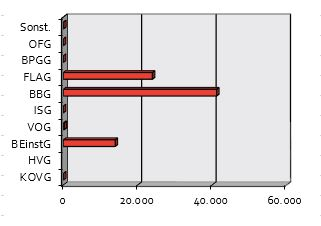 Sonst.
OFG
BPGG
FLAG
BBG
ISG
VOG
BEinstG
HVG
KOVG
0 20.000 40.000 60.000